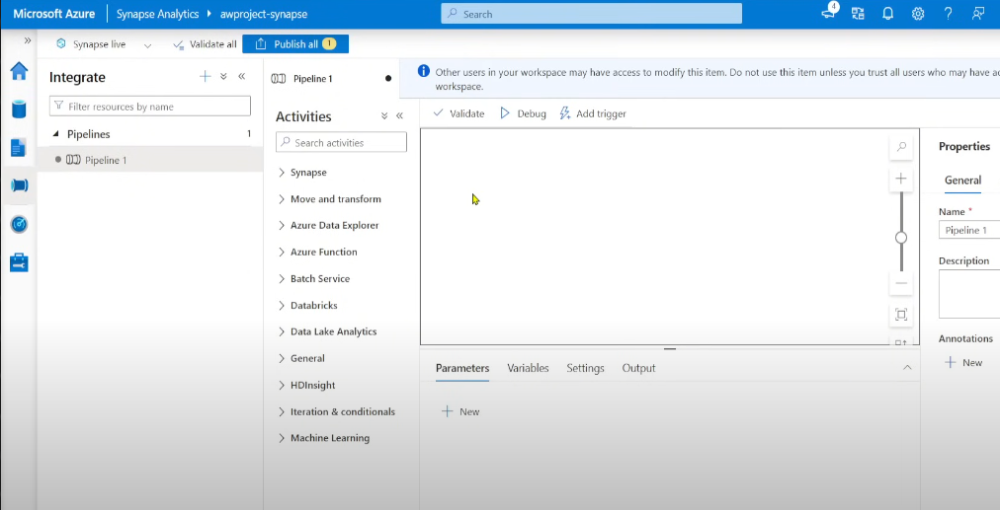 Microsoft Azure
Synapse Analytics
awproject-synapse
Search
4
Synapse live
Validate all
Publish all
1
Integrate
Filter resources by name
Pipelines
1
Pipeline 1
Pipeline 1
Activities
Search activities
Synapse
Move and transform
Azure Data Explorer
Azure Function
Batch Service
Databricks
Data Lake Analytics
General
HDInsight
Iteration & conditionals
Machine Learning
Other users in your workspace may have access to modify this item. Do not use this item unless you trust all users who may have
workspace.
Validate
Debug
Add trigger
Parameters
Variables
Settings
Output
New
Properties
General
Name *
Pipeline 1
Description
Annotations
New